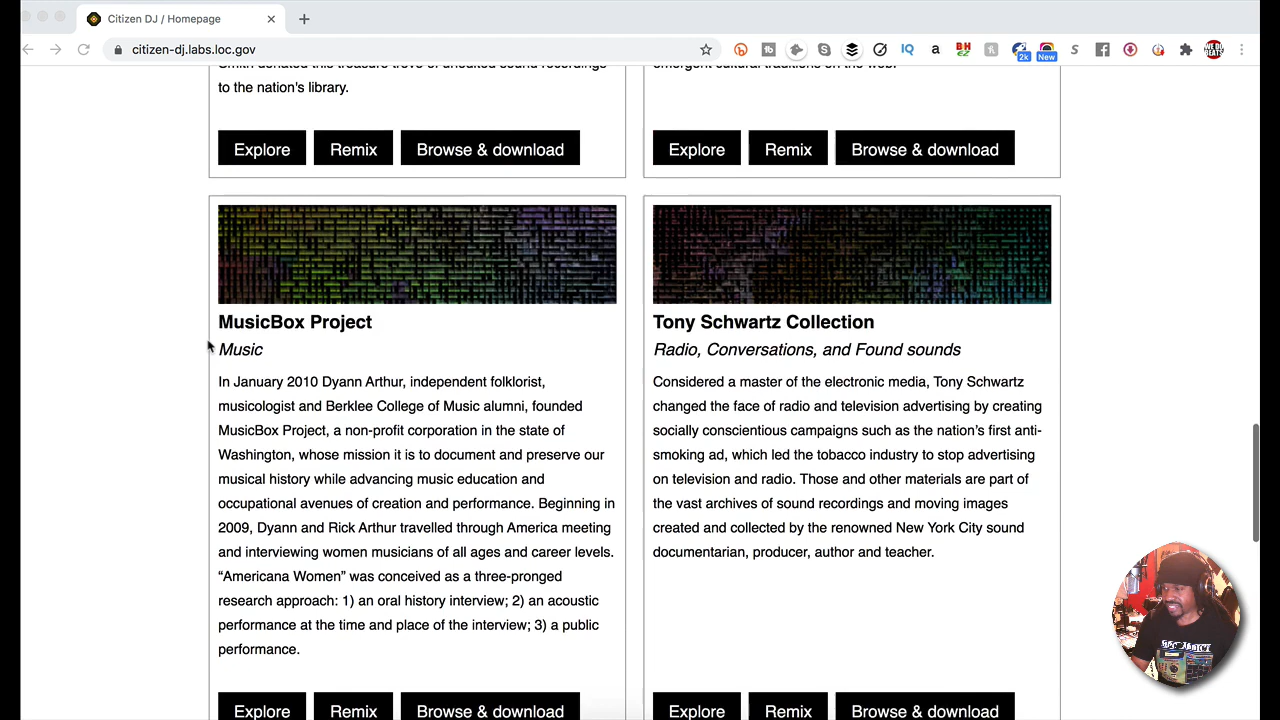 Citizen DJ / Homepage
citizen-dj.labs.loc.gov
IQ
a
BH
EZ
2k
New
S
WE DO
BEATS
to the nation's library.
Explore Remix Browse & download
Explore Remix Browse & download
MusicBox Project
Music
In January 2010 Dyann Arthur, independent folklorist,
musicologist and Berklee College of Music alumni, founded
MusicBox Project, a non-profit corporation in the state of
Washington, whose mission it is to document and preserve our
musical history while advancing music education and
occupational avenues of creation and performance. Beginning in
2009, Dyann and Rick Arthur travelled through America meeting
and interviewing women musicians of all ages and career levels.
“Americana Women” was conceived as a three-pronged
research approach: 1) an oral history interview; 2) an acoustic
performance at the time and place of the interview; 3) a public
performance.
Explore Remix Browse & download
Tony Schwartz Collection
Radio, Conversations, and Found sounds
Considered a master of the electronic media, Tony Schwartz
changed the face of radio and television advertising by creating
socially conscientious campaigns such as the nation’s first anti-
smoking ad, which led the tobacco industry to stop advertising
on television and radio. Those and other materials are part of
the vast archives of sound recordings and moving images
created and collected by the renowned New York City sound
documentarian, producer, author and teacher.
Explore Remix Browse & download